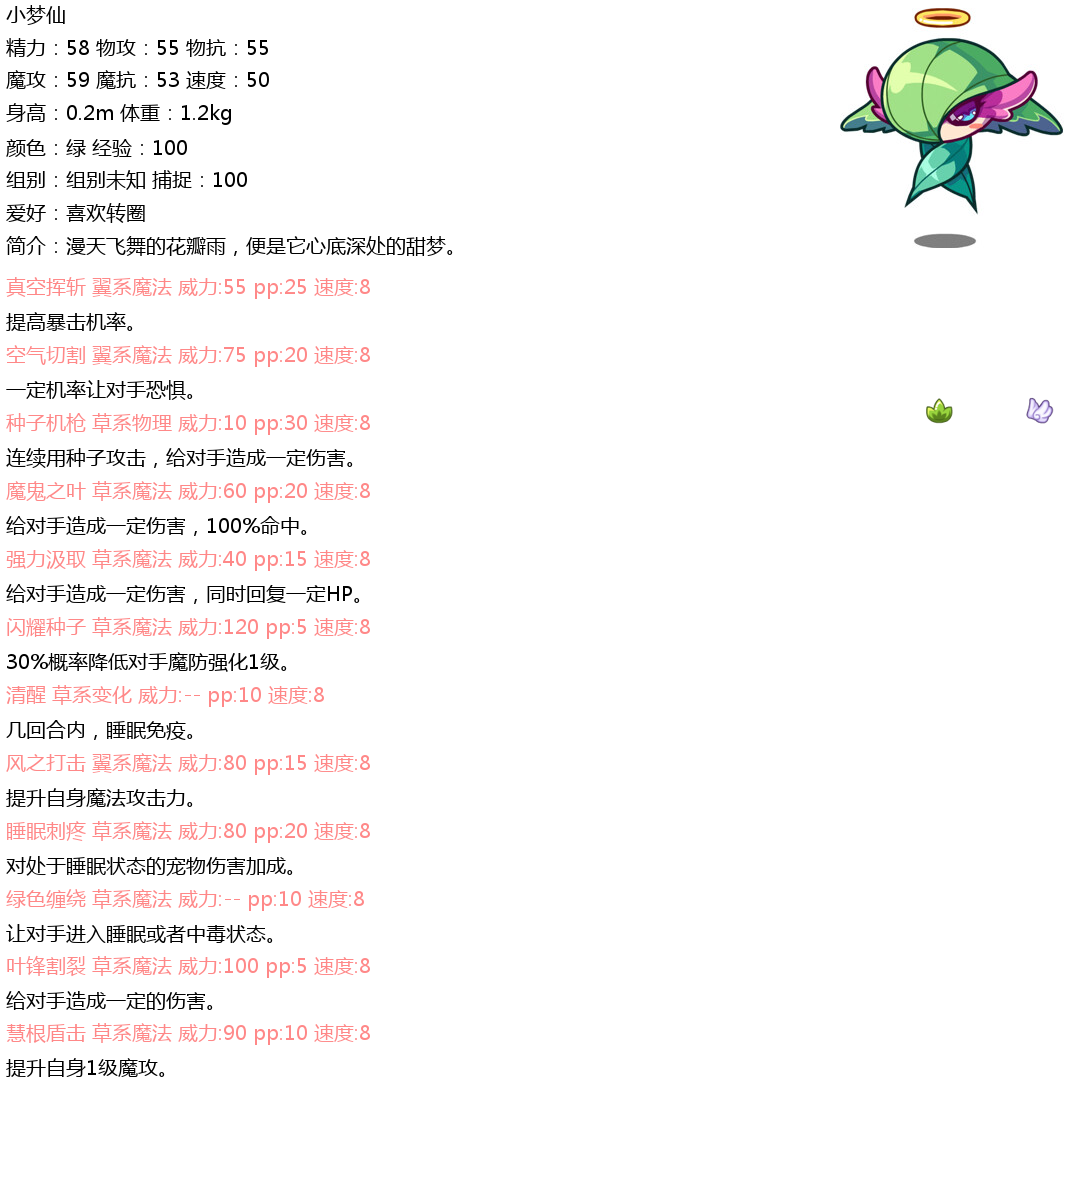 小梦仙
精力：58 物攻：55 物抗：55
魔攻：59 魔抗：53 速度：50
身高：0.2m 体重：1.2kg
颜色：绿 经验：100
组别：组别未知 捕捉：100
爱好：喜欢转圈
简介：漫天飞舞的花瓣雨，便是它心底深处的甜梦。
真空挥斩 翼系魔法 威力:55 pp:25 速度:8
提高暴击机率。
空气切割 翼系魔法 威力:75 pp:20 速度:8
一定机率让对手恐惧。
种子机枪 草系物理 威力:10 pp:30 速度:8
连续用种子攻击，给对手造成一定伤害。
魔鬼之叶 草系魔法 威力:60 pp:20 速度:8
给对手造成一定伤害，100%命中。
强力汲取 草系魔法 威力:40 pp:15 速度:8
给对手造成一定伤害，同时回复一定HP。
闪耀种子 草系魔法 威力:120 pp:5 速度:8
30%概率降低对手魔防强化1级。
清醒 草系变化 威力:-- pp:10 速度:8
几回合内，睡眠免疫。
风之打击 翼系魔法 威力:80 pp:15 速度:8
提升自身魔法攻击力。
睡眠刺疼 草系魔法 威力:80 pp:20 速度:8
对处于睡眠状态的宠物伤害加成。
绿色缠绕 草系魔法 威力:-- pp:10 速度:8
让对手进入睡眠或者中毒状态。
叶锋割裂 草系魔法 威力:100 pp:5 速度:8
给对手造成一定的伤害。
慧根盾击 草系魔法 威力:90 pp:10 速度:8
提升自身1级魔攻。